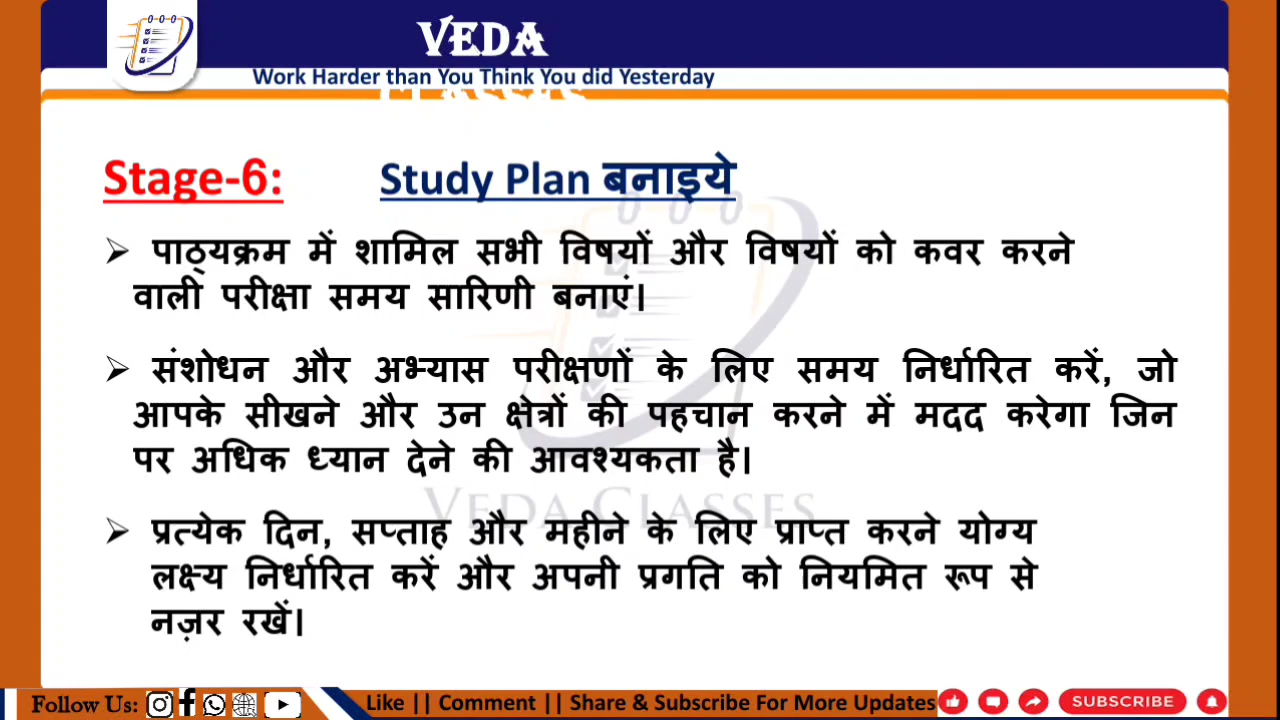 VEDA
CLASSES
Work Harder than You Think You did Yesterday
Stage-6: Study Plan बनाइये
➢ पाठ्यक्रम में शामिल सभी विषयों और विषयों को कवर करने
वाली परीक्षा समय सारिणी बनाएं।
➢ संशोधन और अभ्यास परीक्षणों के लिए समय निर्धारित करें, जो
आपके सीखने और उन क्षेत्रों की पहचान करने में मदद करेगा जिन
पर अधिक ध्यान देने की आवश्यकता है।
VEDA CLASSES
➢ प्रत्येक दिन, सप्ताह और महीने के लिए प्राप्त करने योग्य
लक्ष्य निर्धारित करें और अपनी प्रगति को नियमित रूप से
नज़र रखें।
Follow Us: Like || Comment || Share & Subscribe For More Updates SUBSCRIBE